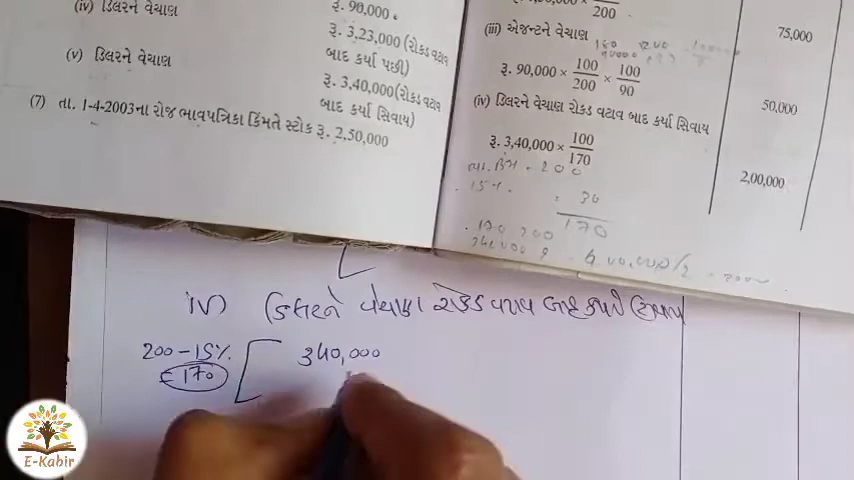 (iv) ડિલરને વેચાણ
રૂ. 90,000.
રૂ. 3,23,000 (રોકડ વટાવ
બાદ કર્યા પછી)
(v) ડિલરને વેચાણ
રૂ. 3,40,000(રોકડ વટાવ
બાદ કર્યા સિવાય)
(7) તા. 1-4-2003ના રોજ ભાવપત્રિકા કિંમતે સ્ટોક રૂ. 2,50,000
200
75,000
(iii) એજન્ટને વેચાણ
રૂ. 90,000 × 100/200 × 100/90
50,000
(iv) ડિલરને વેચાણ રોકડ વટાવ બાદ કર્યા સિવાય
રૂ. 3,40,000 × 100/170
2,00,000
200
30
170
iv) ડિલરને વેચાણ રોકડ વટાવ બાદ કર્યા સિવાય
200 – 15%
= 170
340,000
E-Kabir